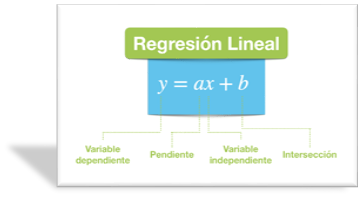 Regresión Lineal
y = ax + b
Variable dependiente
Pendiente
Variable independiente
Intersección